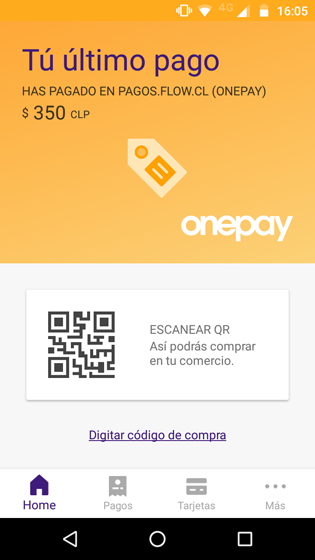 4G 16:05
Tú último pago
HAS PAGADO EN PAGOS.FLOW.CL (ONEPAY)
$ 350 CLP
onepay
ESCANEAR QR
Así podrás comprar
en tu comercio.
Digitar código de compra
Home Pagos Tarjetas Más